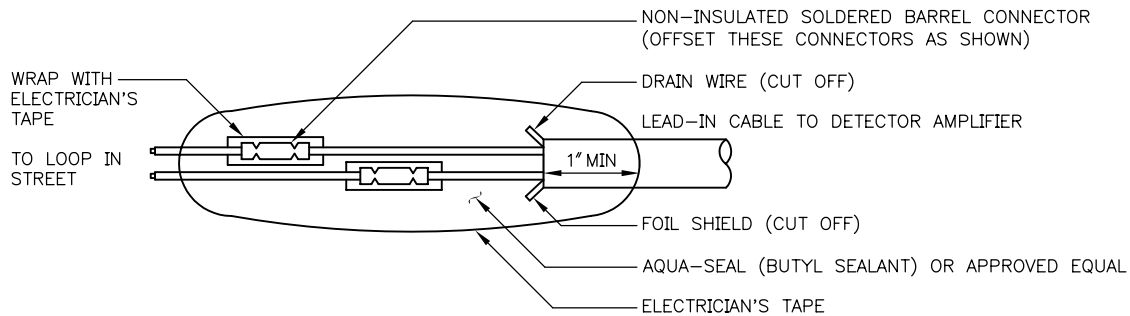 NON-INSULATED SOLDERED BARREL CONNECTOR
(OFFSET THESE CONNECTORS AS SHOWN)
WRAP WITH
ELECTRICIAN'S
TAPE
DRAIN WIRE (CUT OFF)
LEAD-IN CABLE TO DETECTOR AMPLIFIER
TO LOOP IN
STREET
1" MIN
FOIL SHIELD (CUT OFF)
AQUA-SEAL (BUTYL SEALANT) OR APPROVED EQUAL
ELECTRICIAN'S TAPE